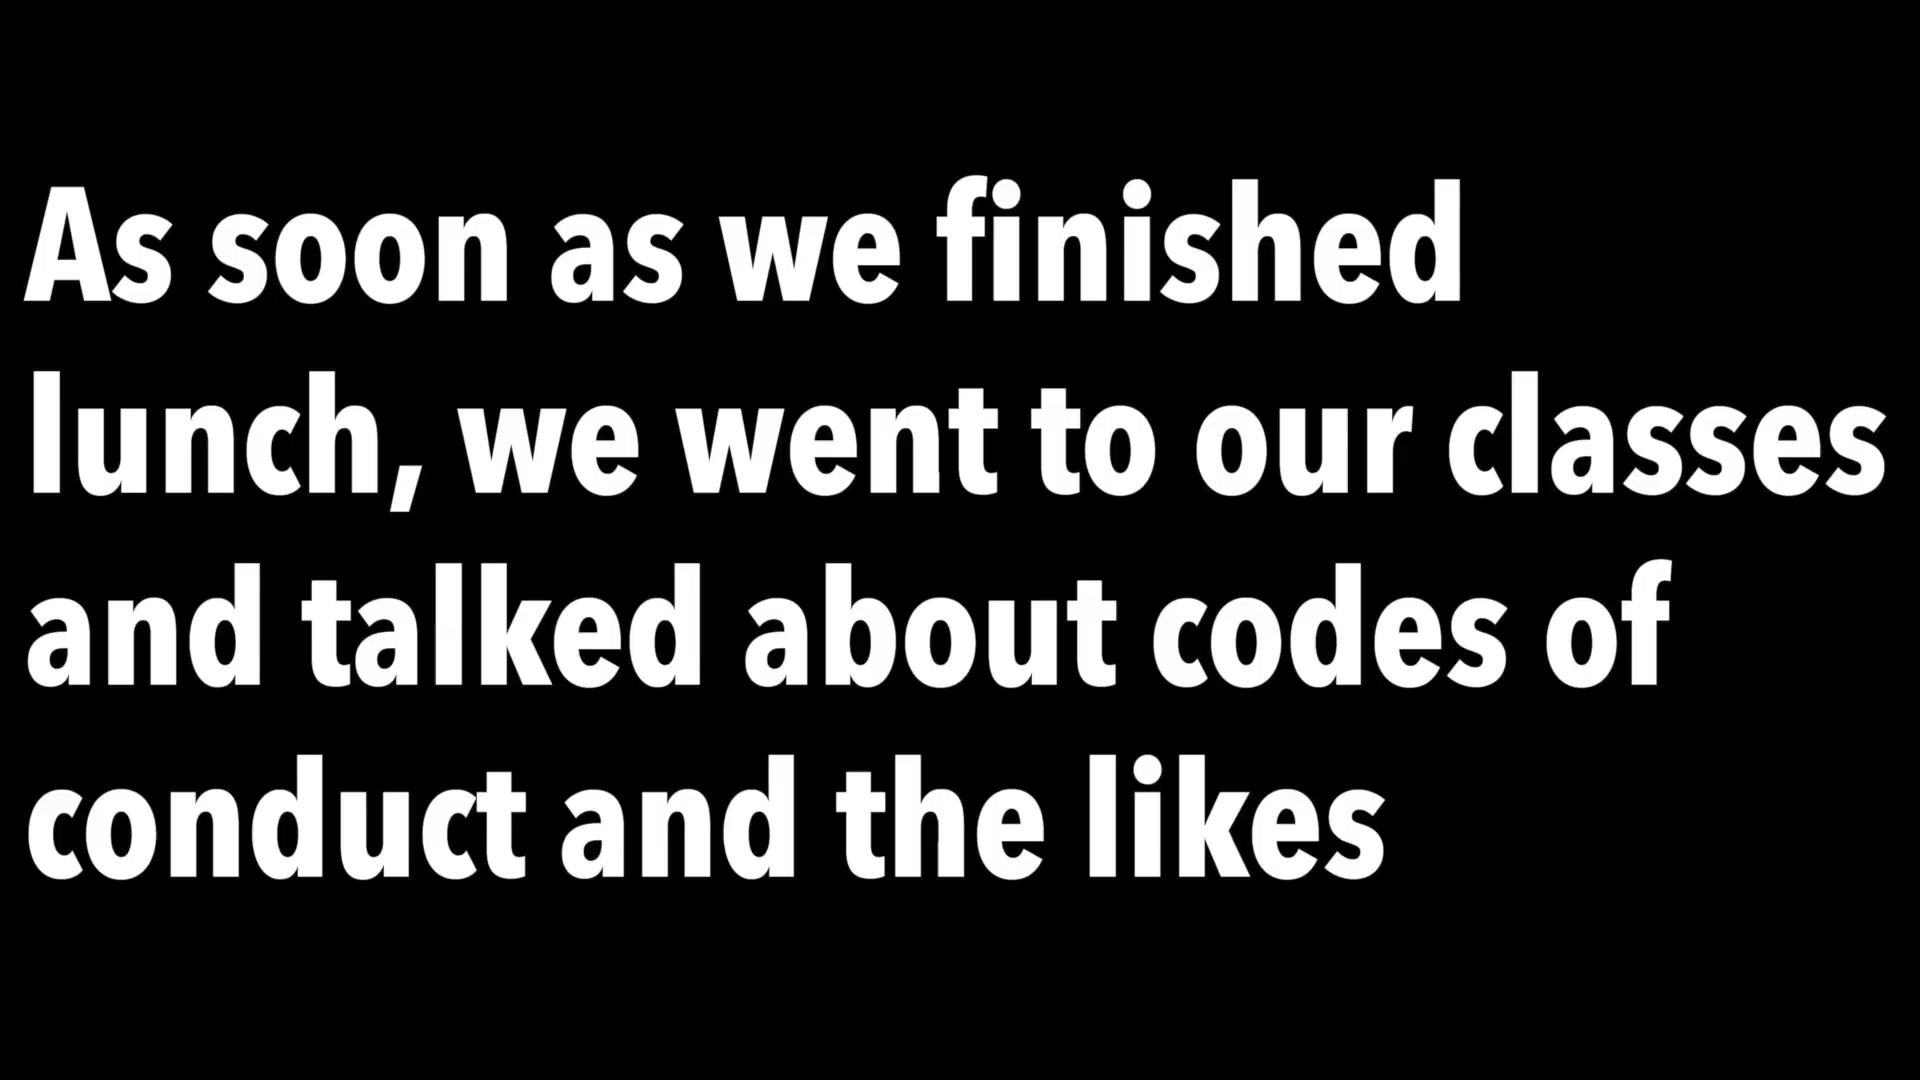 As soon as we finished
lunch, we went to our classes
and talked about codes of
conduct and the likes